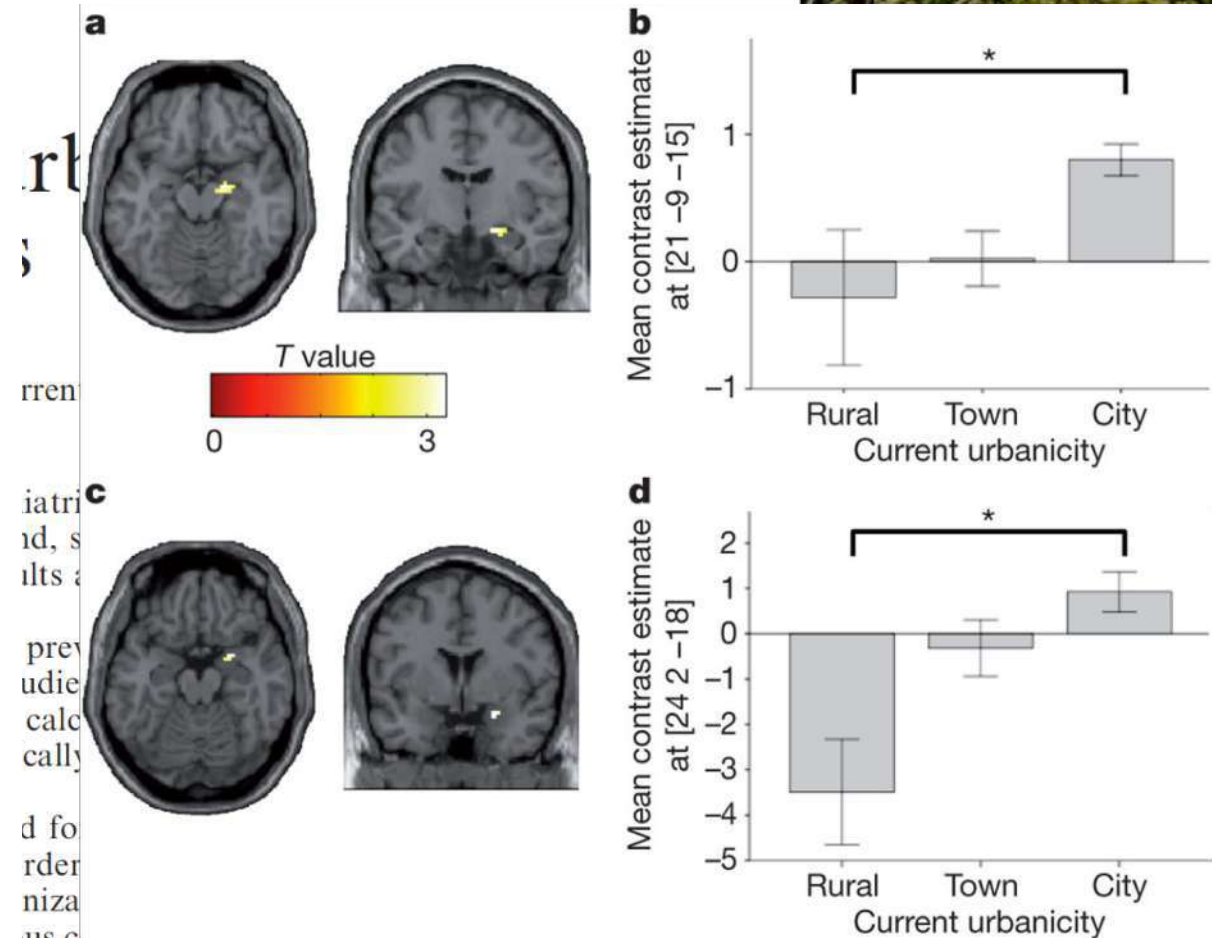 a
b
*
Mean contrast estimate
at [21 –9 –15]
1
0
–1
Rural Town City
Current urbanicity
T value
0 3
c
d
*
Mean contrast estimate
at [24 2 –18]
2
1
0
–1
–2
–3
–4
–5
Rural Town City
Current urbanicity